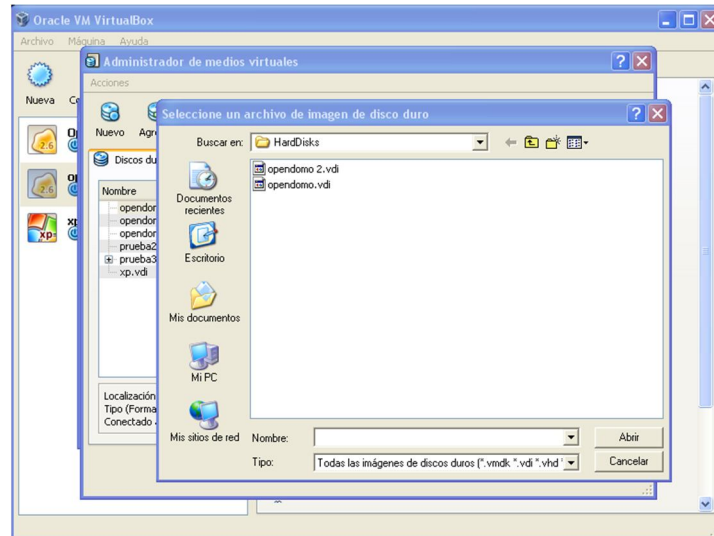 Oracle VM VirtualBox
Archivo Máquina Ayuda
Administrador de medios virtuales
Acciones
Nueva
Seleccione un archivo de imagen de disco duro
Nuevo
Buscar en: HardDisks
Discos du
opendomo 2.vdi
opendomo.vdi
Nombre
Documentos recientes
prueba2
prueba3
xp.vdi
Escritorio
Mis documentos
Mi PC
Localización
Tipo (Forma
Conectado
Mis sitios de red
Nombre:
Abrir
Tipo: Todas las imágenes de discos duros (*.vmdk *.vdi *.vhd
Cancelar